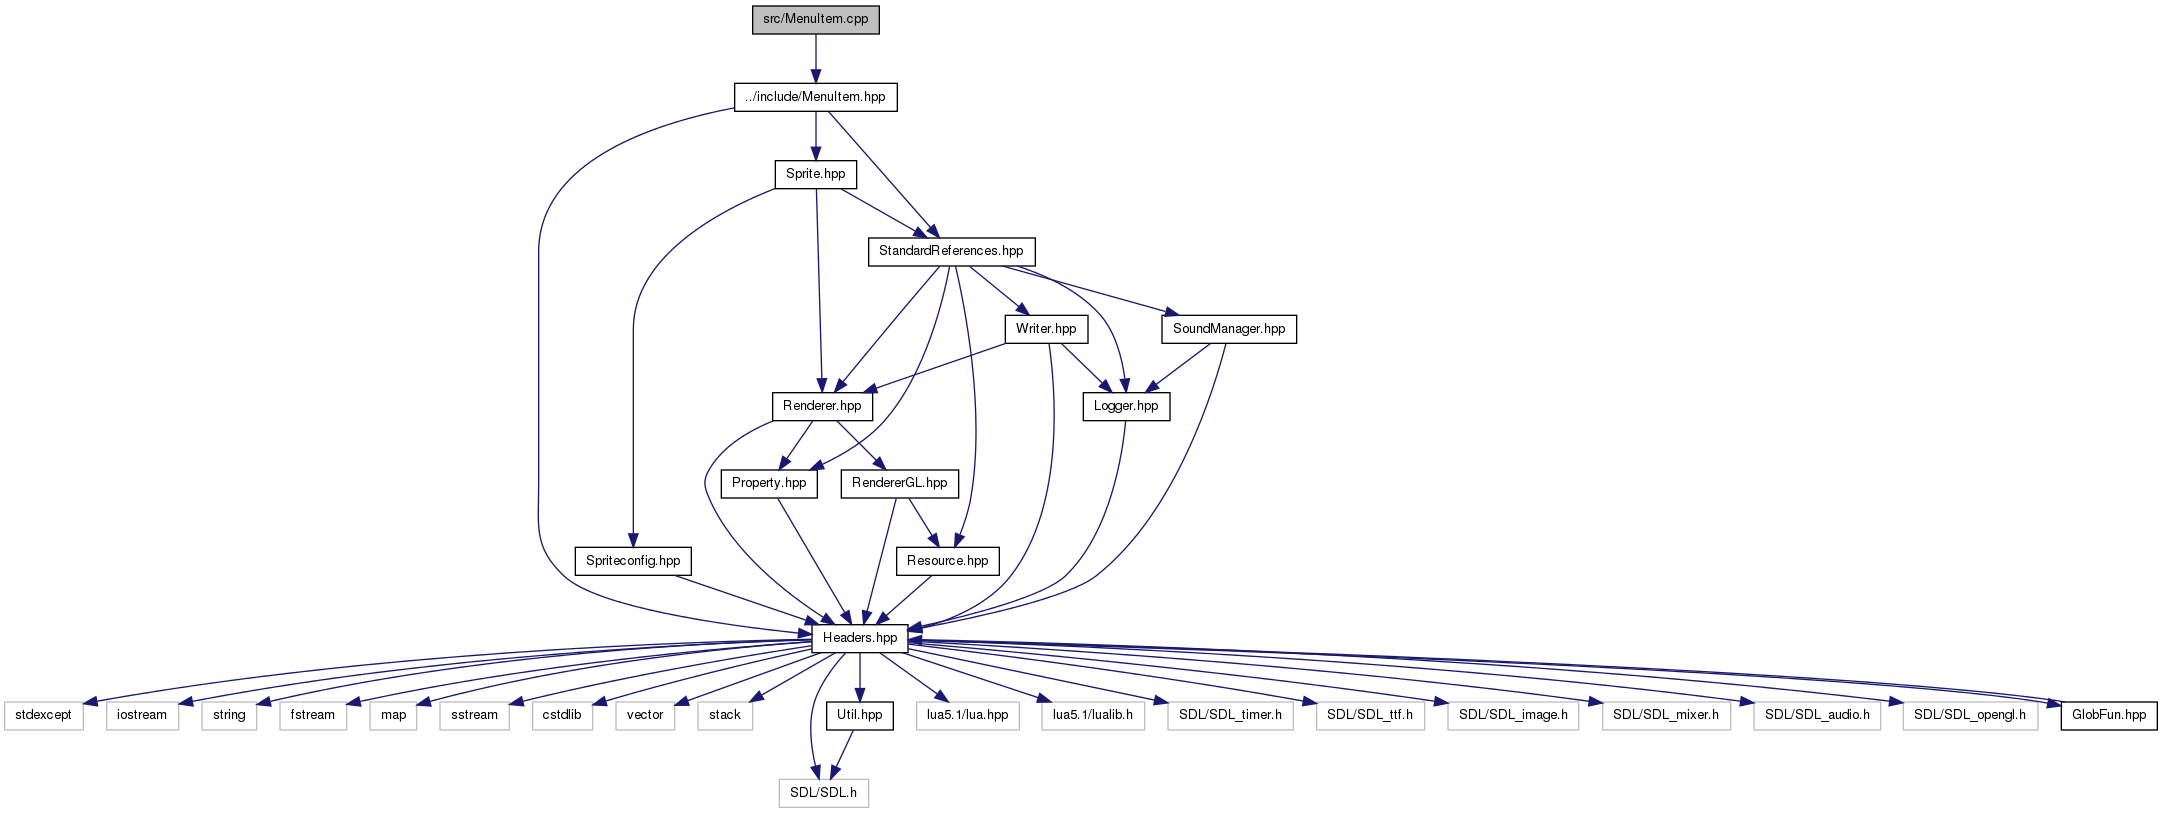 src/MenuItem.cpp
../include/MenuItem.hpp
Sprite.hpp
StandardReferences.hpp
Writer.hpp
SoundManager.hpp
Renderer.hpp
Logger.hpp
Property.hpp
RendererGL.hpp
Spriteconfig.hpp
Resource.hpp
Headers.hpp
stdexcept
iostream
string
fstream
map
sstream
cstdlib
vector
stack
Util.hpp
lua5.1/lua.hpp
lua5.1/lualib.h
SDL/SDL_timer.h
SDL/SDL_ttf.h
SDL/SDL_image.h
SDL/SDL_mixer.h
SDL/SDL_audio.h
SDL/SDL_opengl.h
GlobFun.hpp
SDL/SDL.h